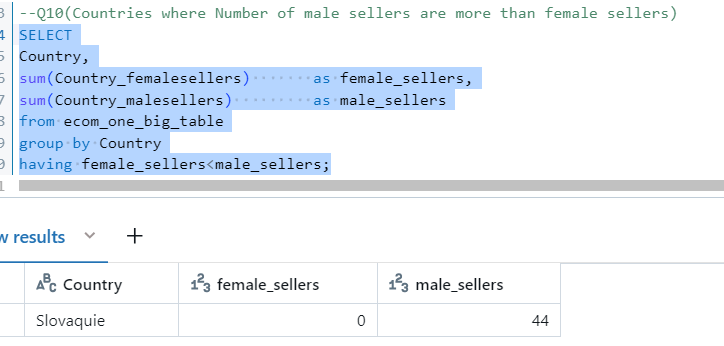 --Q10(Countries where Number of male sellers are more than female sellers)
SELECT
Country,
sum(Country_femalesellers)·······as·female_sellers,
sum(Country_malesellers)·········as·male_sellers
from·ecom_one_big_table
group·by·Country
having·female_sellers<male_sellers;
w results
Country female_sellers male_sellers
Slovaquie 0 44